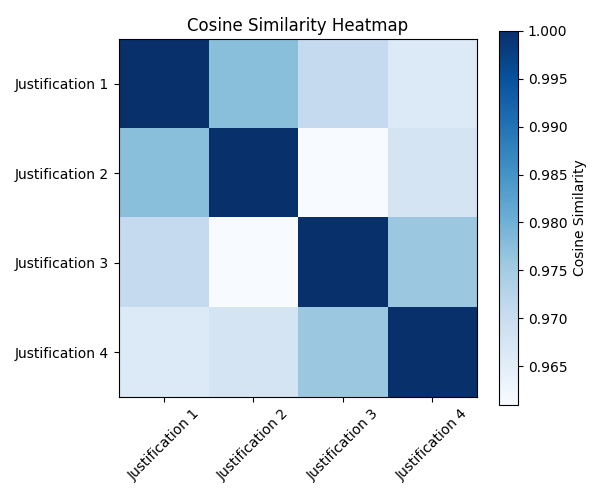 Cosine Similarity Heatmap
Justification 1
Justification 2
Justification 3
Justification 4
Justification 1
Justification 2
Justification 3
Justification 4
1.000
0.995
0.990
0.985
0.980
0.975
0.970
0.965
Cosine Similarity